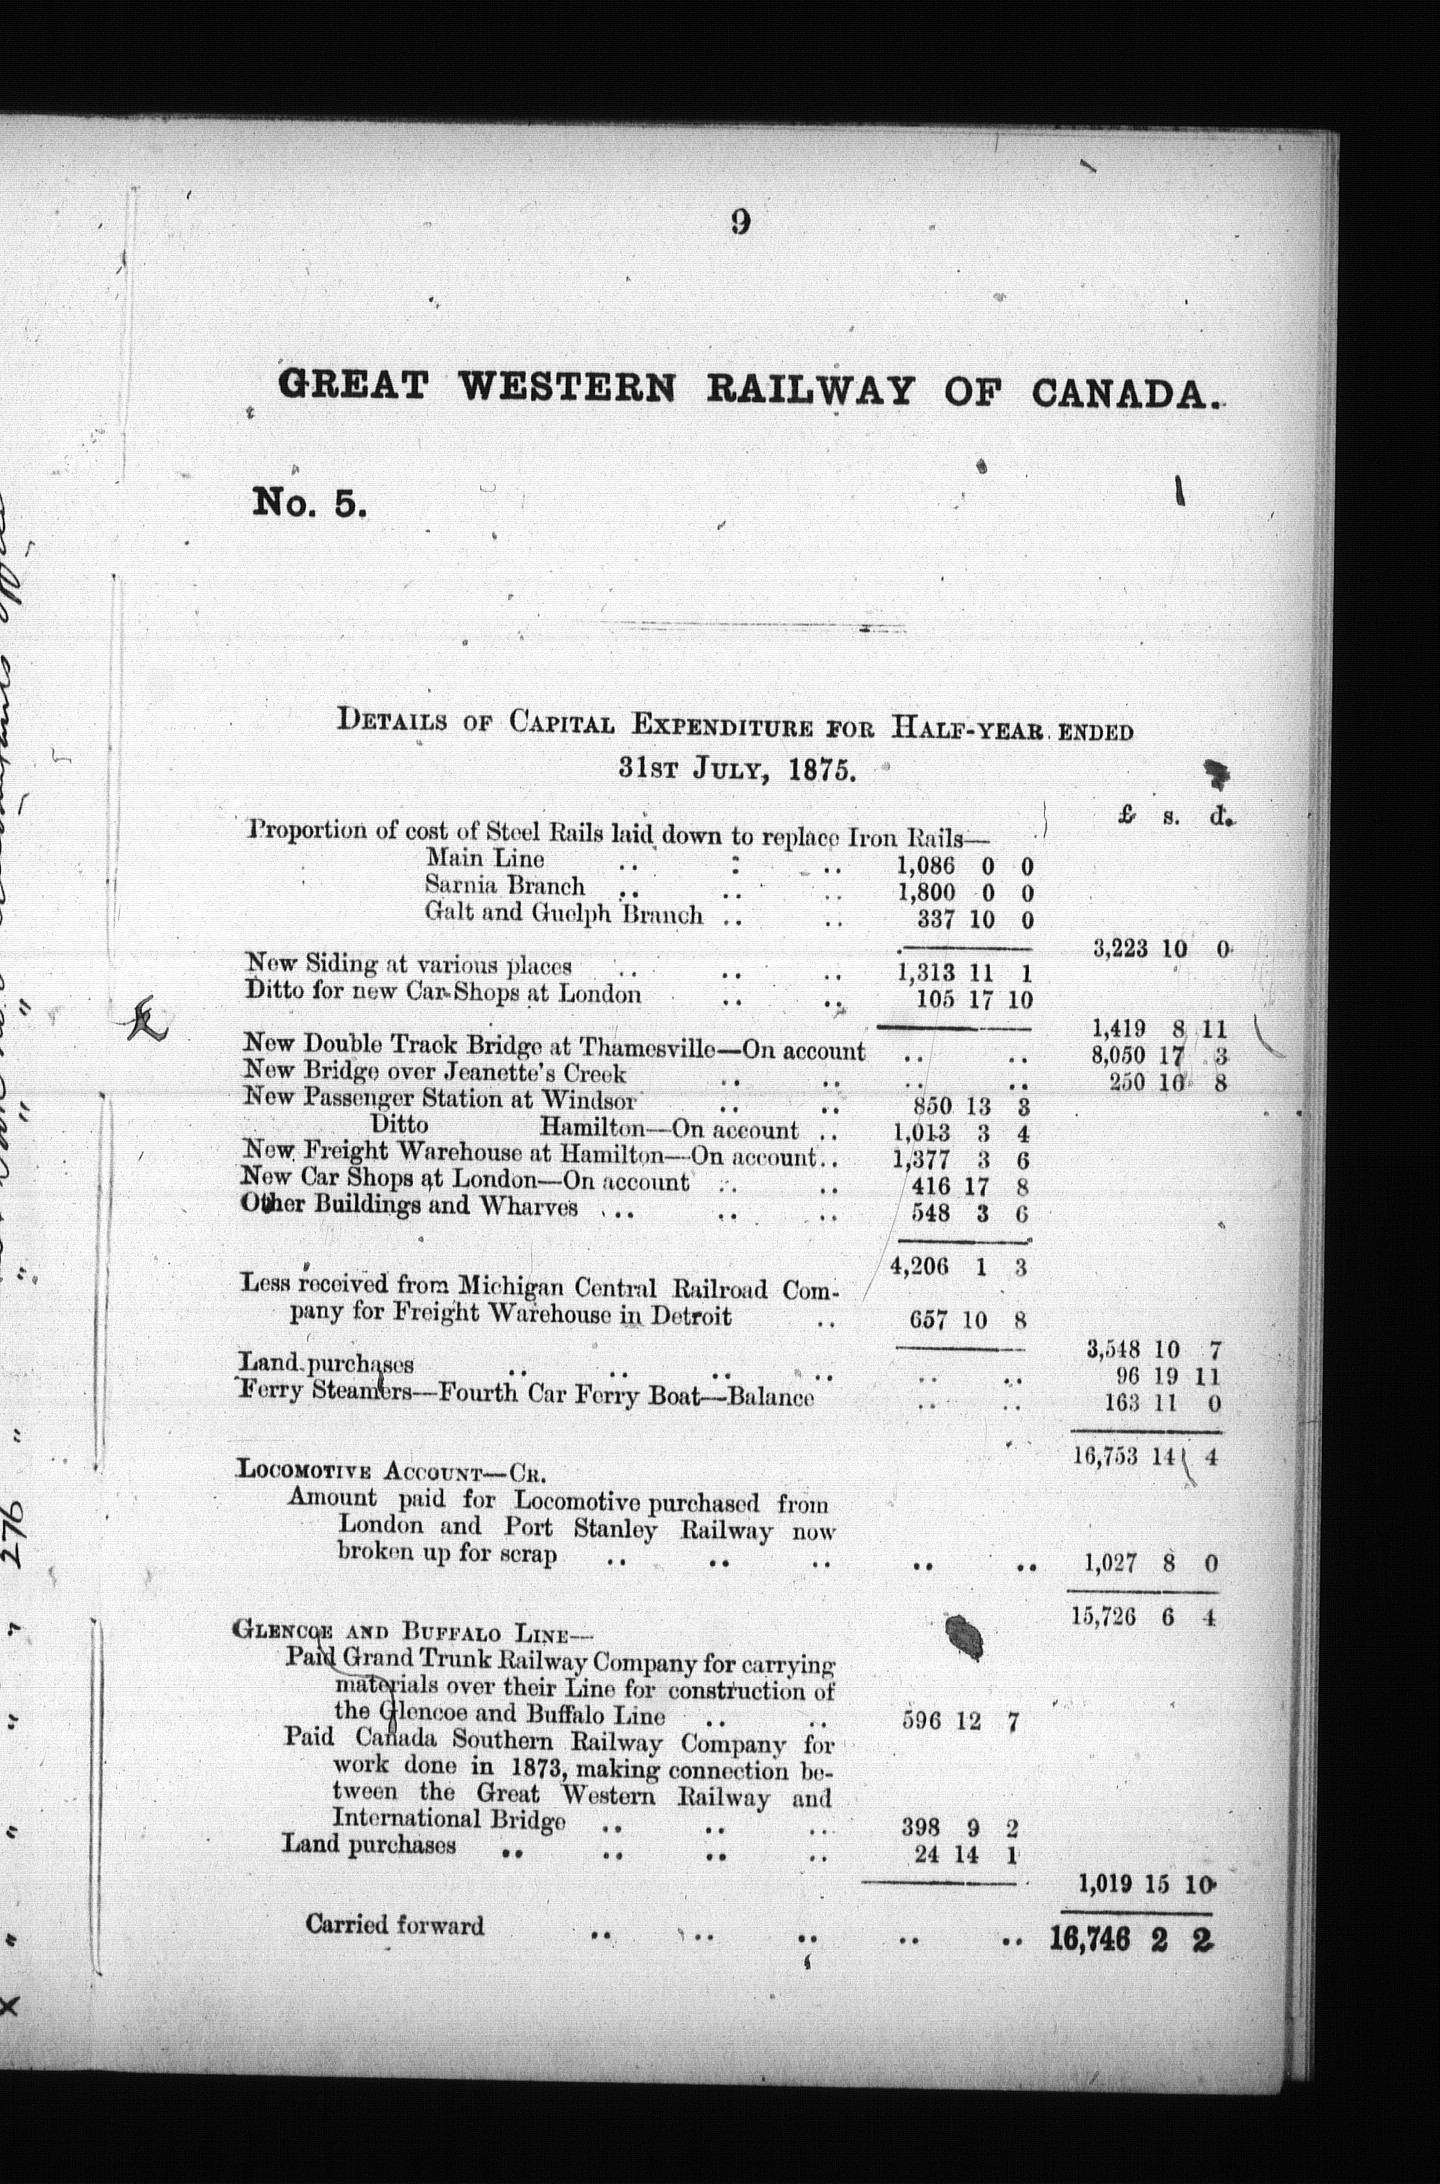 9
GREAT WESTERN RAILWAY OF CANADA.
No. 5.
DETAILS OF CAPITAL EXPENDITURE FOR HALF-YEAR ENDED
31ST JULY, 1875.
£ s. d.
Proportion of cost of Steel Rails laid down to replace Iron Rails—
Main Line .. : .. 1,086 0 0
Sarnia Branch .. .. .. 1,800 0 0
Galt and Guelph Branch .. .. 337 10 0
3,223 10 0
New Siding at various places .. .. .. 1,313 11 1
Ditto for new Car Shops at London .. .. 105 17 10
1,419 8 11
New Double Track Bridge at Thamesville—On account .. .. 8,050 17 3
New Bridge over Jeanette's Creek .. .. .. .. 250 16 8
New Passenger Station at Windsor .. .. 850 13 3
Ditto Hamilton—On account .. 1,013 3 4
New Freight Warehouse at Hamilton—On account.. 1,377 3 6
New Car Shops at London—On account .. .. 416 17 8
Other Buildings and Wharves ... .. .. 548 3 6
4,206 1 3
Less received from Michigan Central Railroad Com-
pany for Freight Warehouse in Detroit .. 657 10 8
3,548 10 7
Land purchases .. .. .. .. .. .. 96 19 11
Ferry Steamers—Fourth Car Ferry Boat—Balance .. .. 163 11 0
16,753 14 4
LOCOMOTIVE ACCOUNT—CR.
Amount paid for Locomotive purchased from
London and Port Stanley Railway now
broken up for scrap .. .. .. .. .. 1,027 8 0
15,726 6 4
GLENCOE AND BUFFALO LINE—
Paid Grand Trunk Railway Company for carrying
materials over their Line for construction of
the Glencoe and Buffalo Line .. .. 596 12 7
Paid Canada Southern Railway Company for
work done in 1873, making connection be-
tween the Great Western Railway and
International Bridge .. .. ... 398 9 2
Land purchases .. .. .. .. 24 14 1
1,019 15 10
Carried forward .. .. .. .. .. 16,746 2 2
276